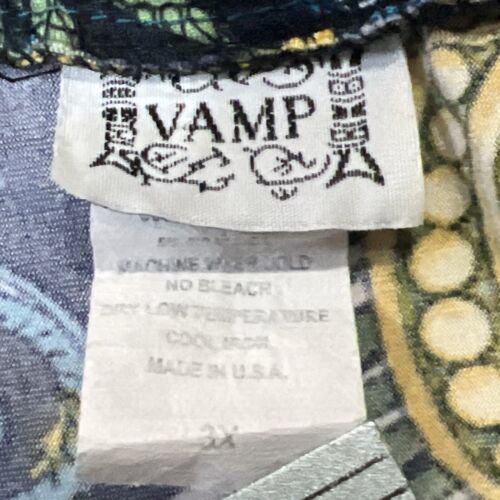 VAMP
MACHINE WASH COLD
NO BLEACH
DRY LOW TEMPERATURE
COOL IRON
MADE IN U.S.A.
3X